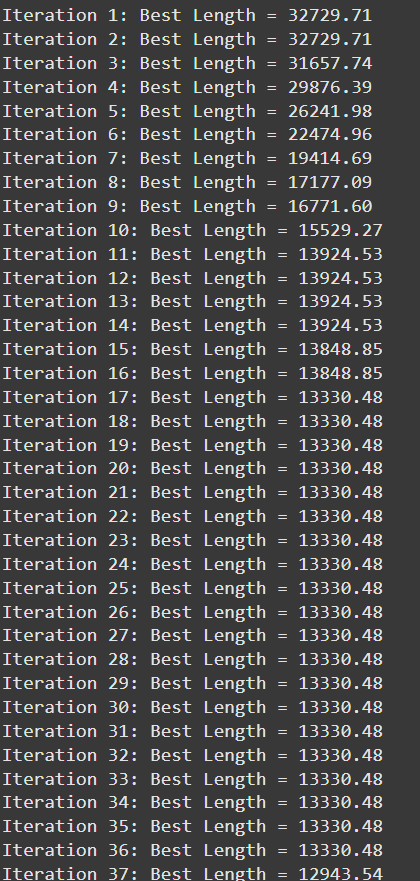 Iteration 1: Best Length = 32729.71
Iteration 2: Best Length = 32729.71
Iteration 3: Best Length = 31657.74
Iteration 4: Best Length = 29876.39
Iteration 5: Best Length = 26241.98
Iteration 6: Best Length = 22474.96
Iteration 7: Best Length = 19414.69
Iteration 8: Best Length = 17177.09
Iteration 9: Best Length = 16771.60
Iteration 10: Best Length = 15529.27
Iteration 11: Best Length = 13924.53
Iteration 12: Best Length = 13924.53
Iteration 13: Best Length = 13924.53
Iteration 14: Best Length = 13924.53
Iteration 15: Best Length = 13848.85
Iteration 16: Best Length = 13848.85
Iteration 17: Best Length = 13330.48
Iteration 18: Best Length = 13330.48
Iteration 19: Best Length = 13330.48
Iteration 20: Best Length = 13330.48
Iteration 21: Best Length = 13330.48
Iteration 22: Best Length = 13330.48
Iteration 23: Best Length = 13330.48
Iteration 24: Best Length = 13330.48
Iteration 25: Best Length = 13330.48
Iteration 26: Best Length = 13330.48
Iteration 27: Best Length = 13330.48
Iteration 28: Best Length = 13330.48
Iteration 29: Best Length = 13330.48
Iteration 30: Best Length = 13330.48
Iteration 31: Best Length = 13330.48
Iteration 32: Best Length = 13330.48
Iteration 33: Best Length = 13330.48
Iteration 34: Best Length = 13330.48
Iteration 35: Best Length = 13330.48
Iteration 36: Best Length = 13330.48
Iteration 37: Best Length = 12943.54